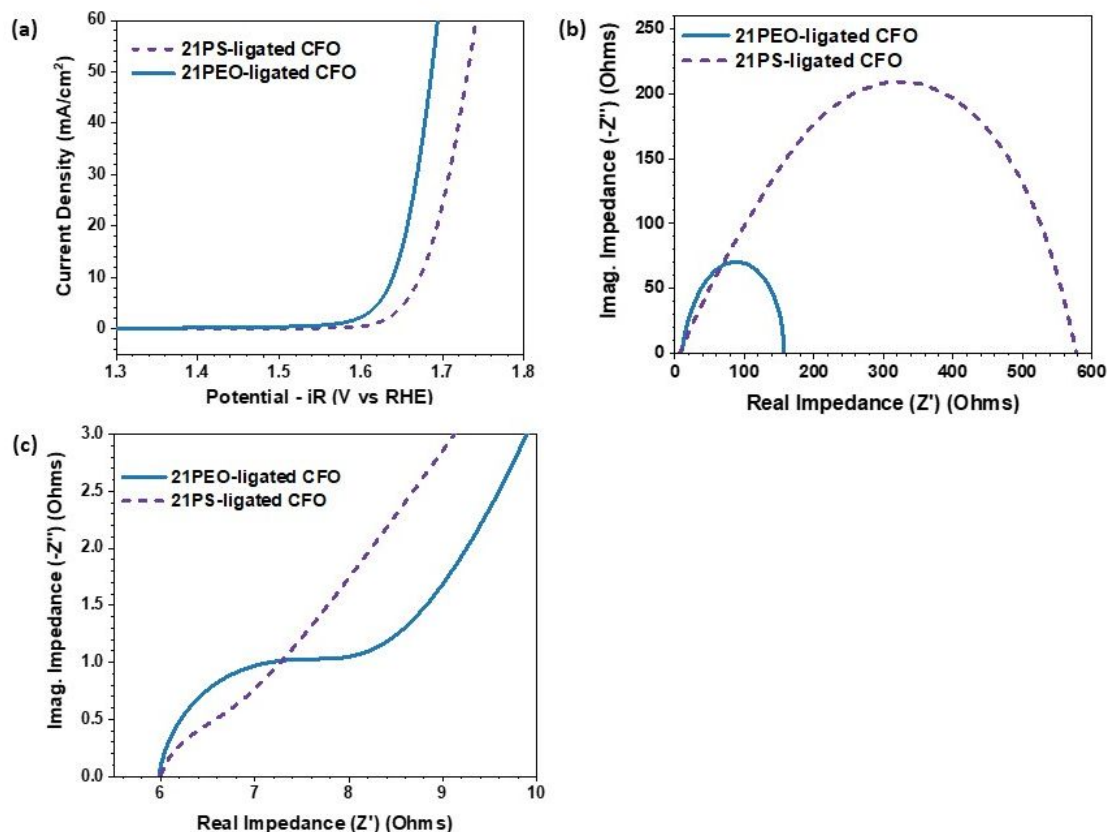 (a)
60
50
40
30
20
10
0
Current Density (mA/cm²)
21PS-ligated CFO
21PEO-ligated CFO
1.3 1.4 1.5 1.6 1.7 1.8
Potential - iR (V vs RHE)
(b)
250
200
150
100
50
0
Imag. Impedance (-Z'') (Ohms)
21PEO-ligated CFO
21PS-ligated CFO
0 100 200 300 400 500 600
Real Impedance (Z') (Ohms)
(c)
3.0
2.5
2.0
1.5
1.0
0.5
0.0
Imag. Impedance (-Z'') (Ohms)
21PEO-ligated CFO
21PS-ligated CFO
6 7 8 9 10
Real Impedance (Z') (Ohms)